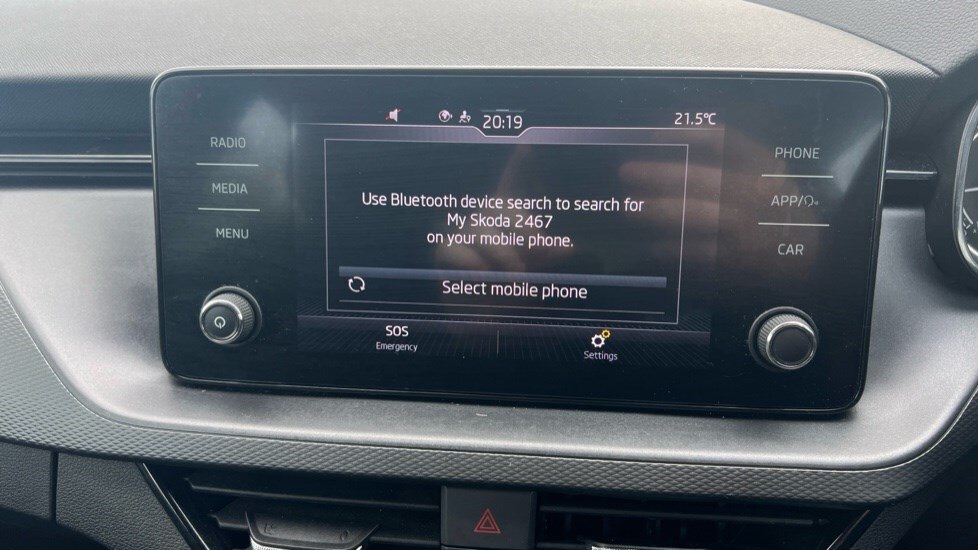 20:19
21.5°C
RADIO
MEDIA
MENU
Use Bluetooth device search to search for
My Skoda 2467
on your mobile phone.
Select mobile phone
SOS
Emergency
Settings
PHONE
APP/
CAR